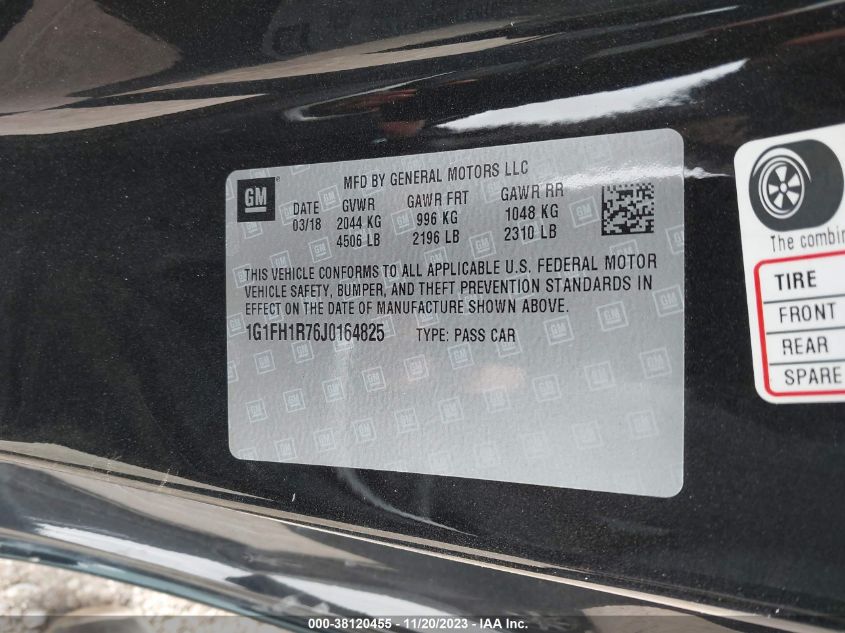 GM
MFD BY GENERAL MOTORS LLC
DATE GVWR GAWR FRT GAWR RR
03/18 2044 KG 996 KG 1048 KG
4506 LB 2196 LB 2310 LB
THIS VEHICLE CONFORMS TO ALL APPLICABLE U.S. FEDERAL MOTOR
VEHICLE SAFETY, BUMPER, AND THEFT PREVENTION STANDARDS IN
EFFECT ON THE DATE OF MANUFACTURE SHOWN ABOVE.
1G1FH1R76J0164825 TYPE: PASS CAR
The combin
TIRE
FRONT
REAR
SPARE
000-38120455 - 11/20/2023 - IAAI.COM